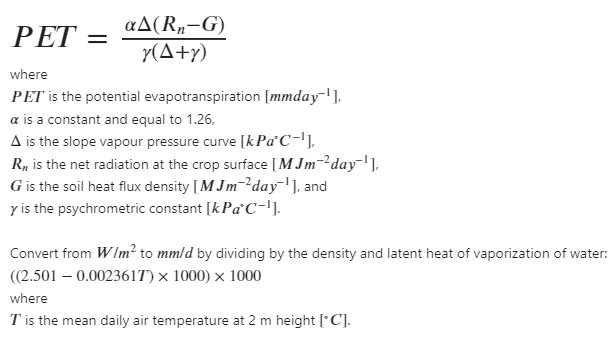 PET = αΔ(Rₙ−G) / γ(Δ+γ)
where
PET is the potential evapotranspiration [mmday⁻¹],
α is a constant and equal to 1.26,
Δ is the slope vapour pressure curve [kPa°C⁻¹],
Rₙ is the net radiation at the crop surface [MJm⁻²day⁻¹],
G is the soil heat flux density [MJm⁻²day⁻¹], and
γ is the psychrometric constant [kPa°C⁻¹].
Convert from W/m² to mm/d by dividing by the density and latent heat of vaporization of water:
((2.501 − 0.002361T) × 1000) × 1000
where
T is the mean daily air temperature at 2 m height [°C].